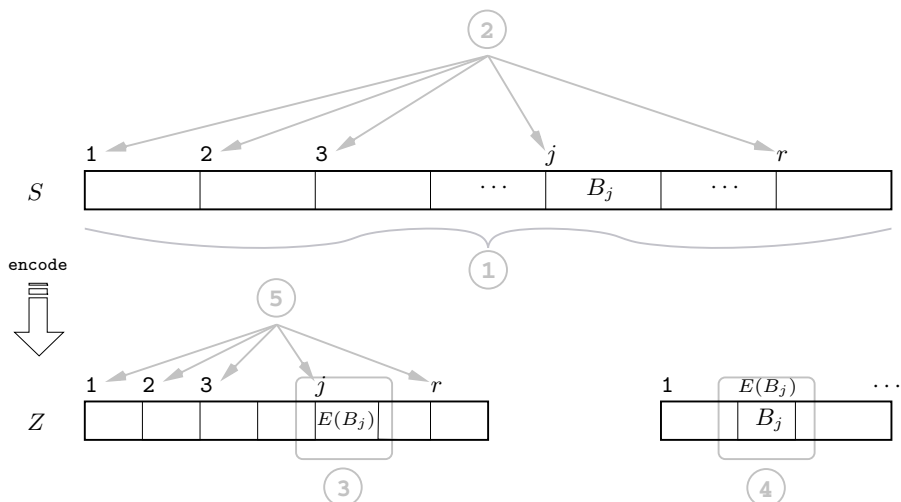 2
1 2 3 j r
S ... B_j ...
1
encode
5
1 2 3 j r 1 E(B_j) ...
Z E(B_j) B_j
3 4